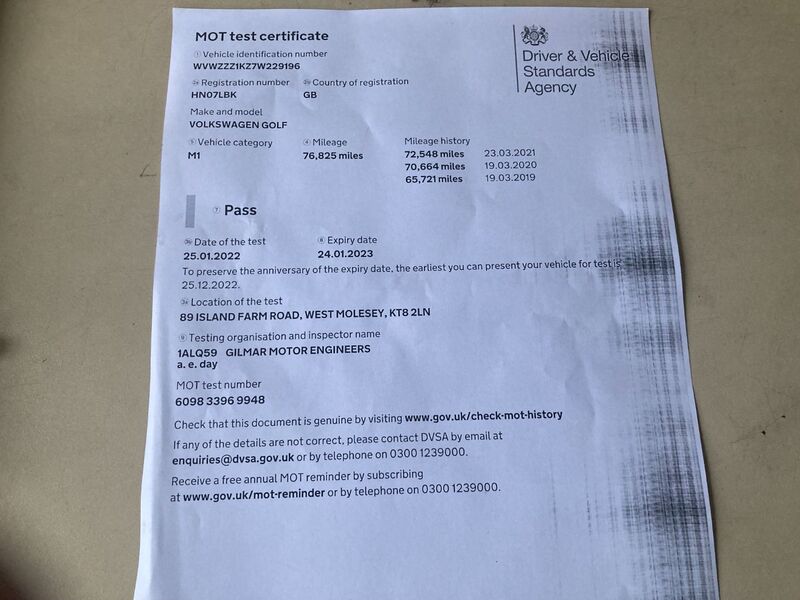 MOT test certificate
① Vehicle identification number
WVWZZZ1KZ7W229196
Driver & Vehicle
Standards
Agency
Registration number
Country of registration
HN07LBK
GB
Make and model
VOLKSWAGEN GOLF
⑤ Vehicle category
④ Mileage
Mileage history
M1
76,825 miles
72,548 miles 23.03.2021
70,664 miles 19.03.2020
65,721 miles 19.03.2019
⑦ Pass
Date of the test
⑧ Expiry date
25.01.2022
24.01.2023
To preserve the anniversary of the expiry date, the earliest you can present your vehicle for test is
25.12.2022.
Location of the test
89 ISLAND FARM ROAD, WEST MOLESEY, KT8 2LN
⑨ Testing organisation and inspector name
1ALQ59 GILMAR MOTOR ENGINEERS
a. e. day
MOT test number
6098 3396 9948
Check that this document is genuine by visiting www.gov.uk/check-mot-history
If any of the details are not correct, please contact DVSA by email at
enquiries@dvsa.gov.uk or by telephone on 0300 1239000.
Receive a free annual MOT reminder by subscribing
at www.gov.uk/mot-reminder or by telephone on 0300 1239000.